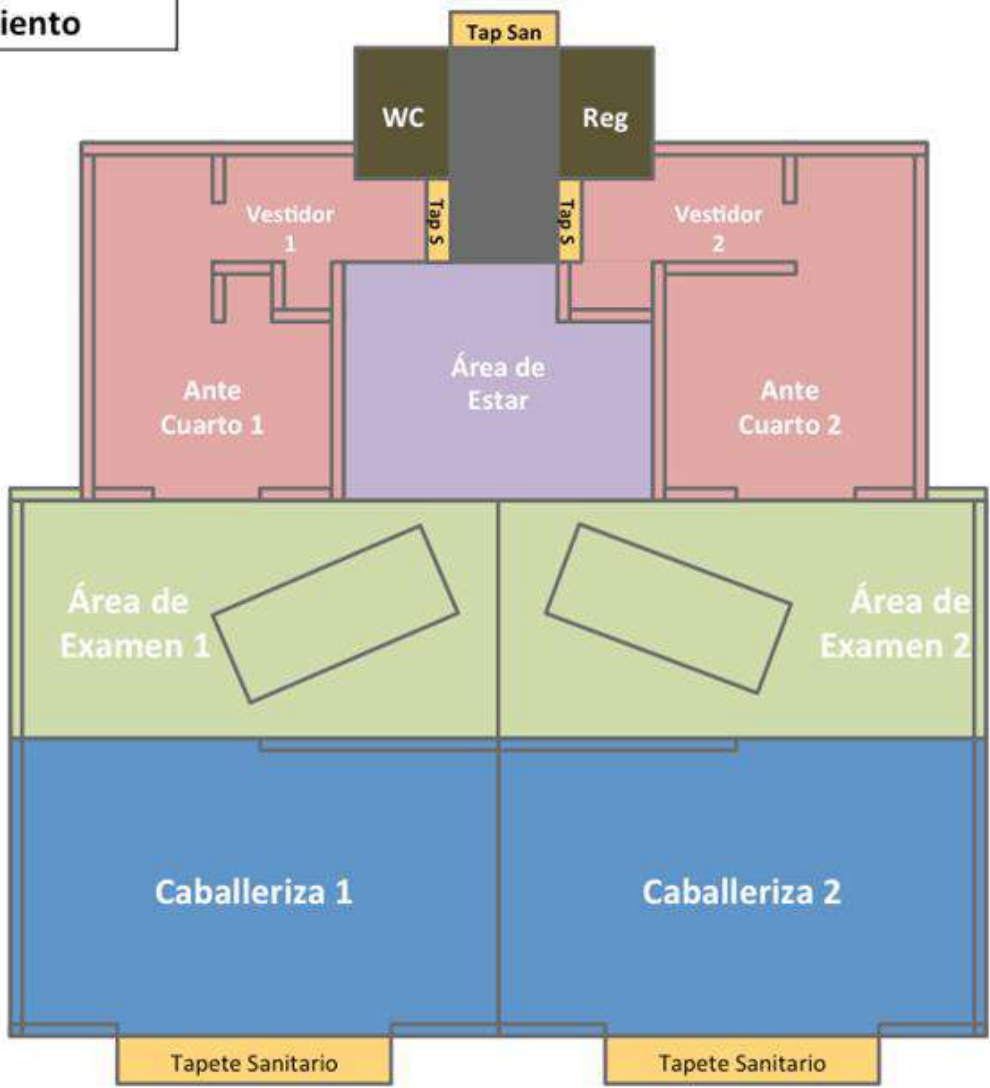 iento
Tap San
WC
Reg
Tap S
Tap S
Vestidor
1
Vestidor
2
Área de
Estar
Ante
Cuarto 1
Ante
Cuarto 2
Área de
Examen 1
Área de
Examen 2
Caballeriza 1
Caballeriza 2
Tapete Sanitario
Tapete Sanitario